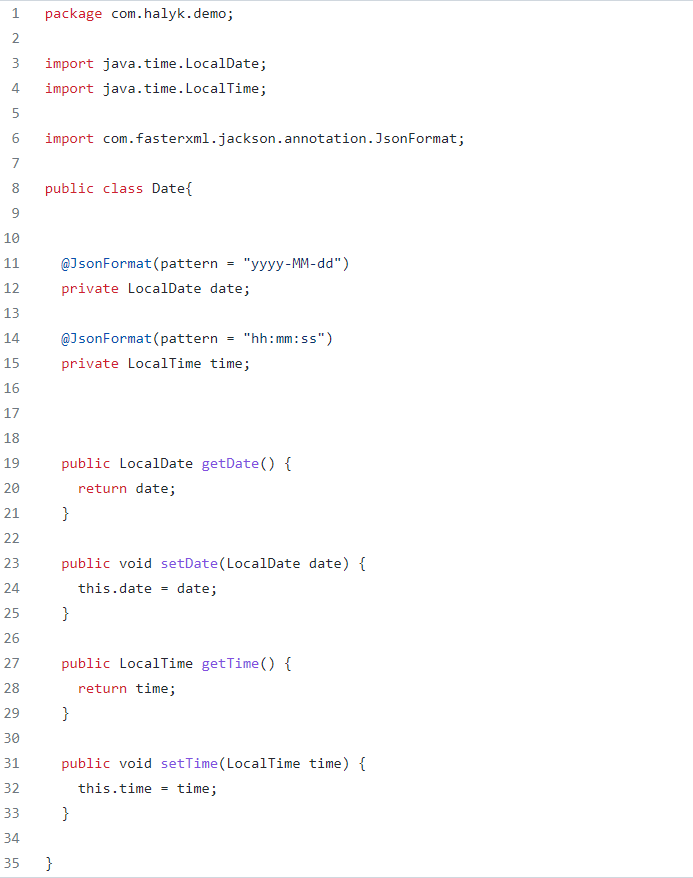 1 package com.halyk.demo;
2
3 import java.time.LocalDate;
4 import java.time.LocalTime;
5
6 import com.fasterxml.jackson.annotation.JsonFormat;
7
8 public class Date{
9
10
11 @JsonFormat(pattern = "yyyy-MM-dd")
12 private LocalDate date;
13
14 @JsonFormat(pattern = "hh:mm:ss")
15 private LocalTime time;
16
17
18
19 public LocalDate getDate() {
20 return date;
21 }
22
23 public void setDate(LocalDate date) {
24 this.date = date;
25 }
26
27 public LocalTime getTime() {
28 return time;
29 }
30
31 public void setTime(LocalTime time) {
32 this.time = time;
33 }
34
35 }